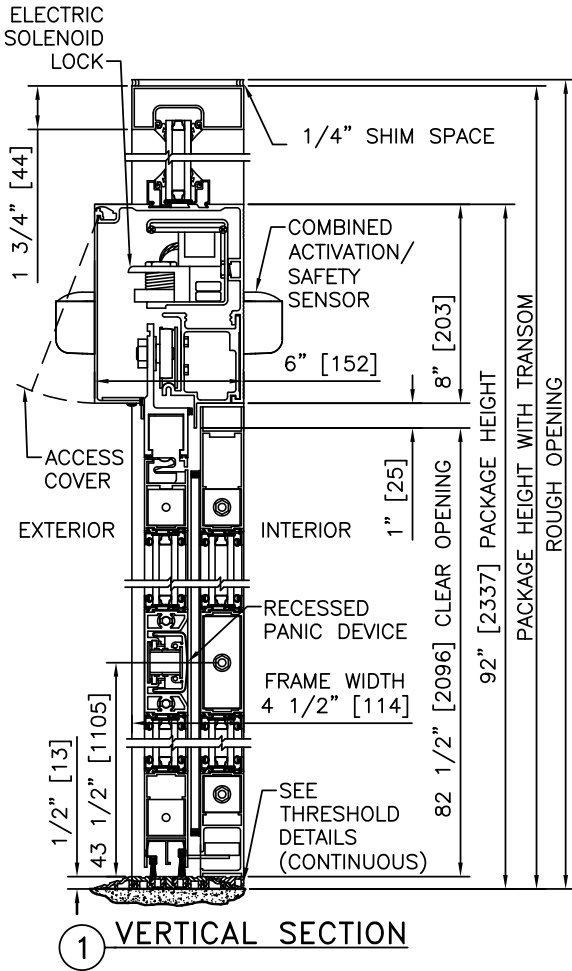 ELECTRIC
SOLENOID
LOCK
1/4" SHIM SPACE
1 3/4" [44]
COMBINED
ACTIVATION/
SAFETY
SENSOR
6" [152]
8" [203]
ACCESS
COVER
1" [25]
EXTERIOR
INTERIOR
RECESSED
PANIC DEVICE
FRAME WIDTH
4 1/2" [114]
82 1/2" [2096] CLEAR OPENING
92" [2337] PACKAGE HEIGHT
PACKAGE HEIGHT WITH TRANSOM
ROUGH OPENING
1/2" [13]
43 1/2" [1105]
SEE
THRESHOLD
DETAILS
(CONTINUOUS)
1 VERTICAL SECTION